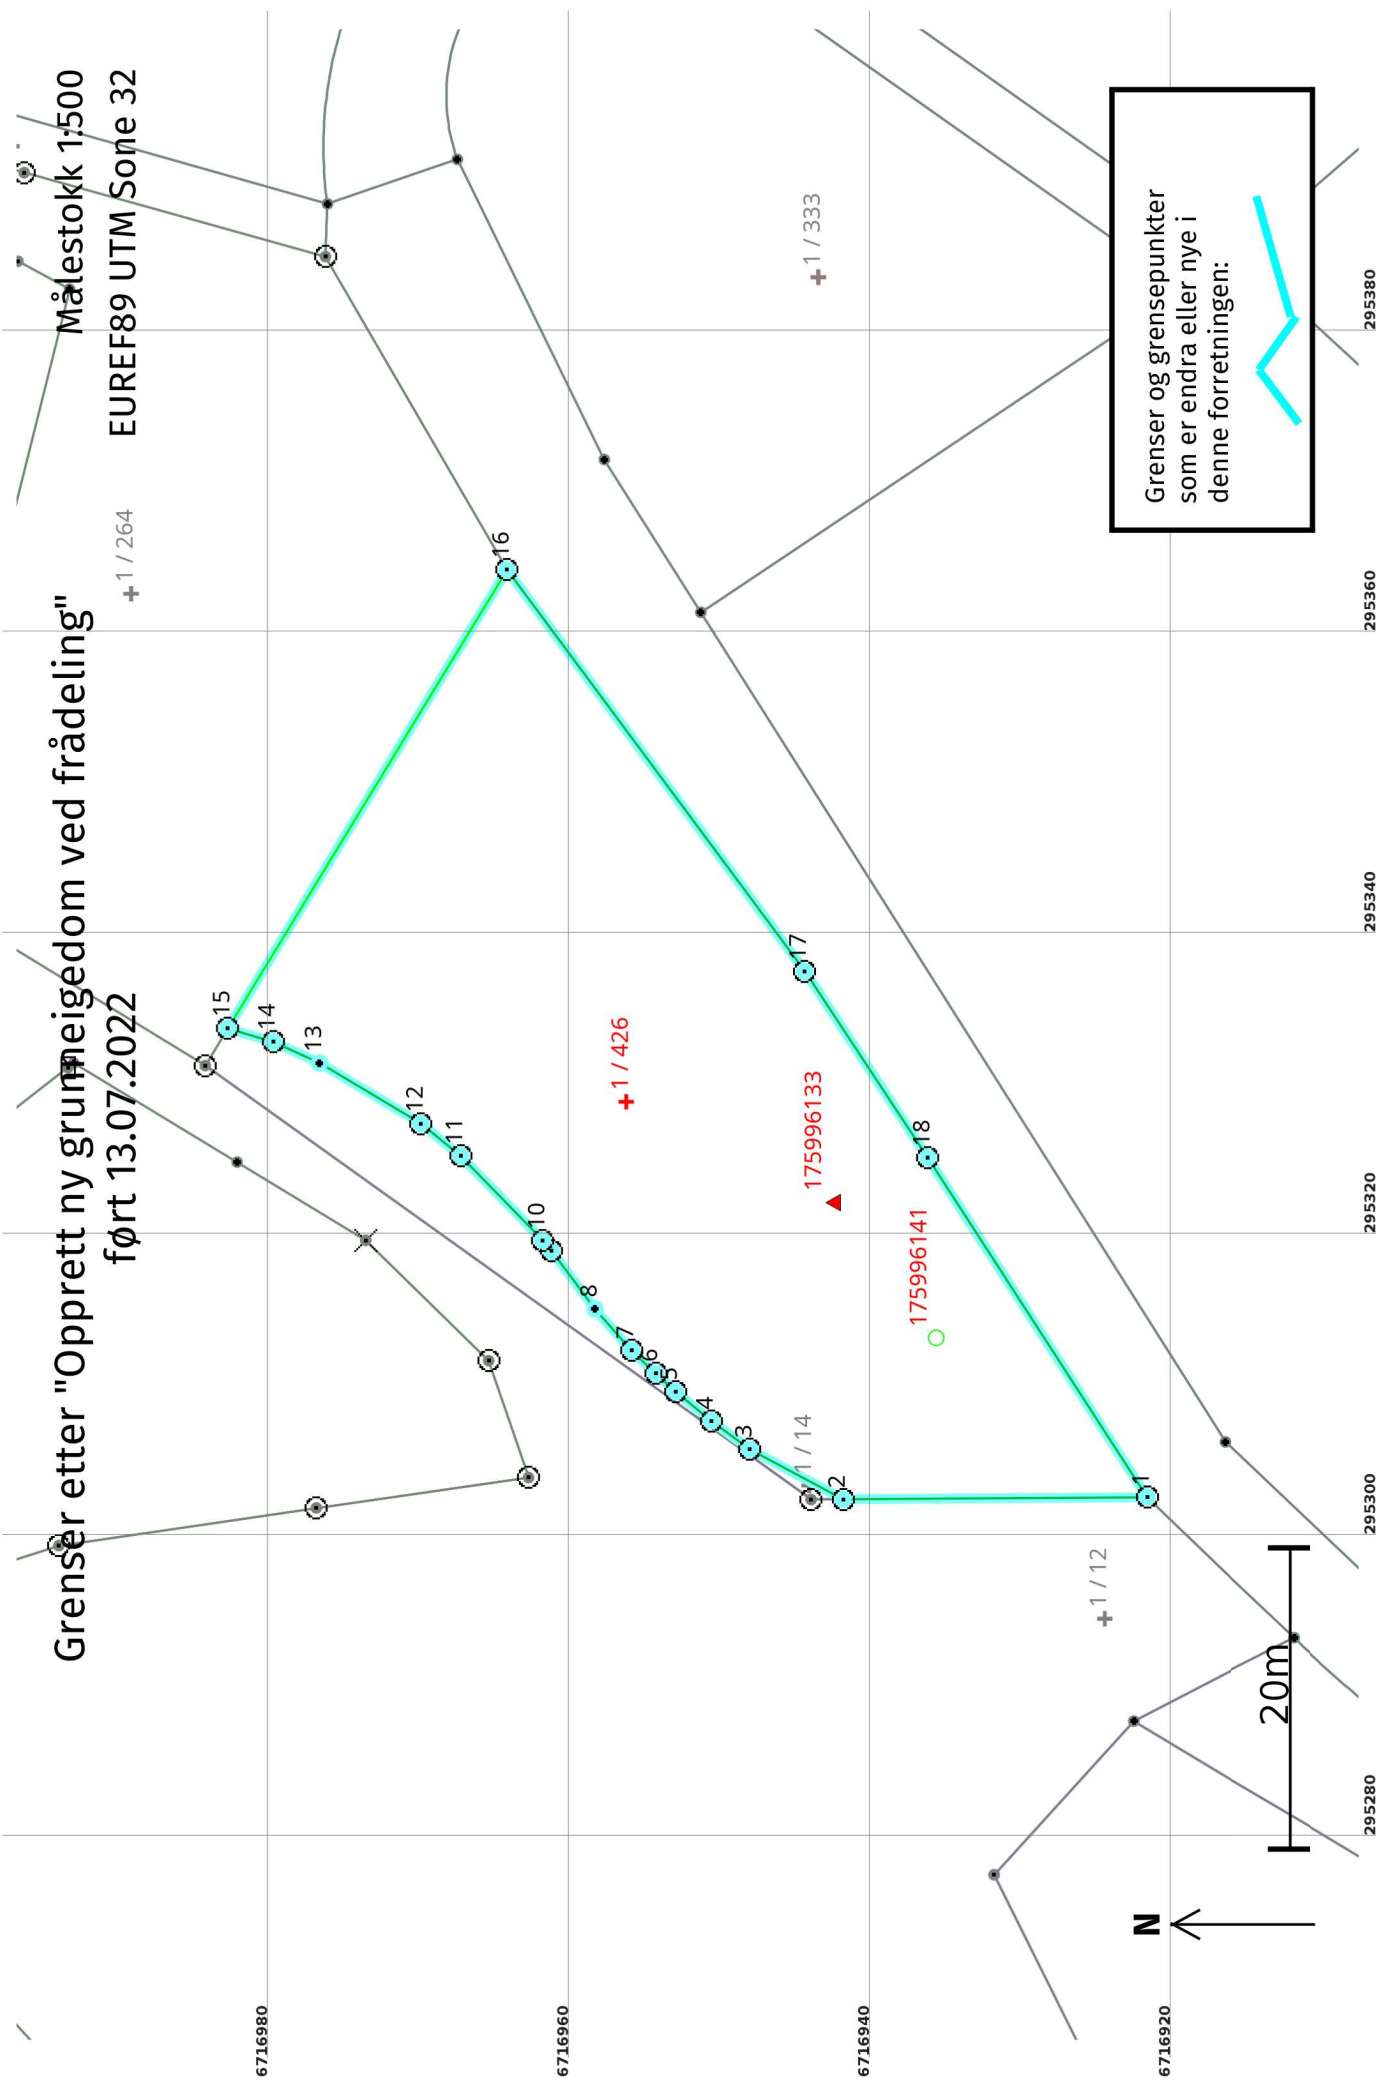 Grenser etter "Opprett ny grunneigedom ved frådeling"
ført 13.07.2022
Målestokk 1:500
EUREF89 UTM Sone 32
1 / 264
1 / 333
1 / 426
175996133
175996141
1 / 14
1 / 12
1
2
3
4
5
6
7
8
10
11
12
13
14
15
16
17
18
6716980
6716960
6716940
6716920
295280
295300
295320
295340
295360
295380
N
20m
Grenser og grensepunkter
som er endra eller nye i
denne forretningen: